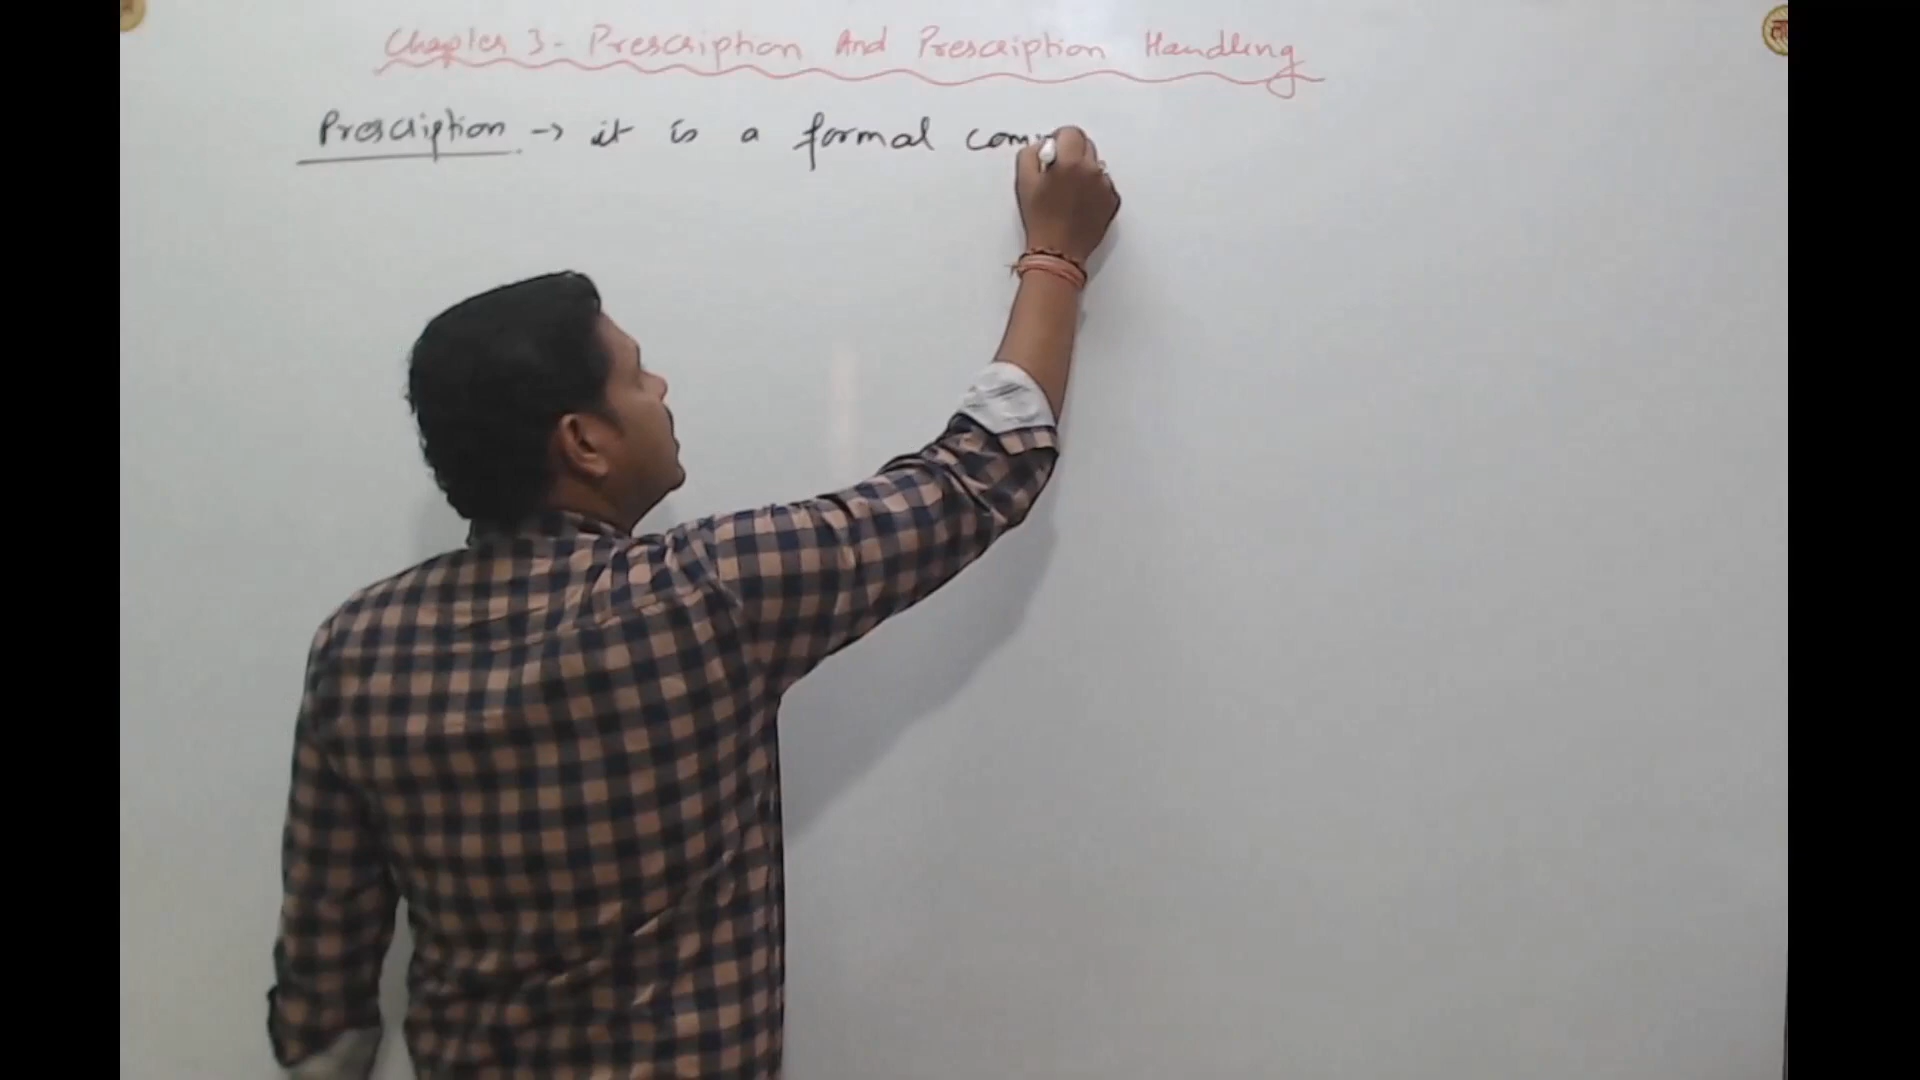 Chapter 3- Prescription And Prescription Handling
Prescription → it is a formal com